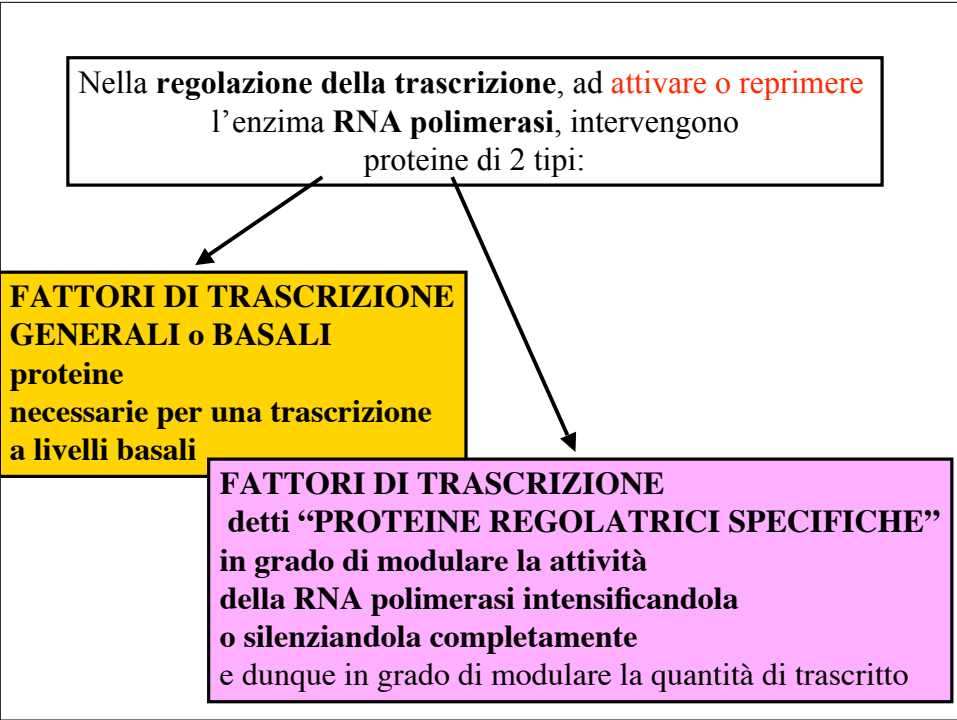 Nella regolazione della trascrizione, ad attivare o reprimere
l’enzima RNA polimerasi, intervengono
proteine di 2 tipi:
FATTORI DI TRASCRIZIONE
GENERALI o BASALI
proteine
necessarie per una trascrizione
a livelli basali
FATTORI DI TRASCRIZIONE
detti “PROTEINE REGOLATRICI SPECIFICHE”
in grado di modulare la attività
della RNA polimerasi intensificandola
o silenziandola completamente
e dunque in grado di modulare la quantità di trascritto